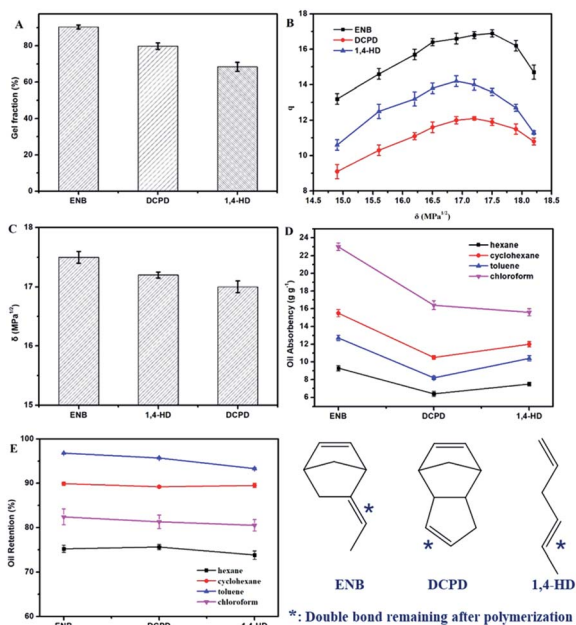 A
Gel fraction (%)
100
80
60
40
20
0
ENB DCPD 1,4-HD
B
ENB
DCPD
1,4-HD
η
20
18
16
14
12
10
8
14.5 15.0 15.5 16.0 16.5 17.0 17.5 18.0 18.5
δ (MPa1/2)
C
δ (MPa1/2)
18
17
16
15
ENB 1,4-HD DCPD
D
hexane
cyclohexane
toluene
chloroform
Oil Absorbency (g g-1)
24
22
20
18
16
14
12
10
8
6
ENB DCPD 1,4-HD
E
Oil Retention (%)
100
90
80
70
60
hexane
cyclohexane
toluene
chloroform
ENB DCPD 1,4-HD
* * *
ENB DCPD 1,4-HD
*: Double bond remaining after polymerization